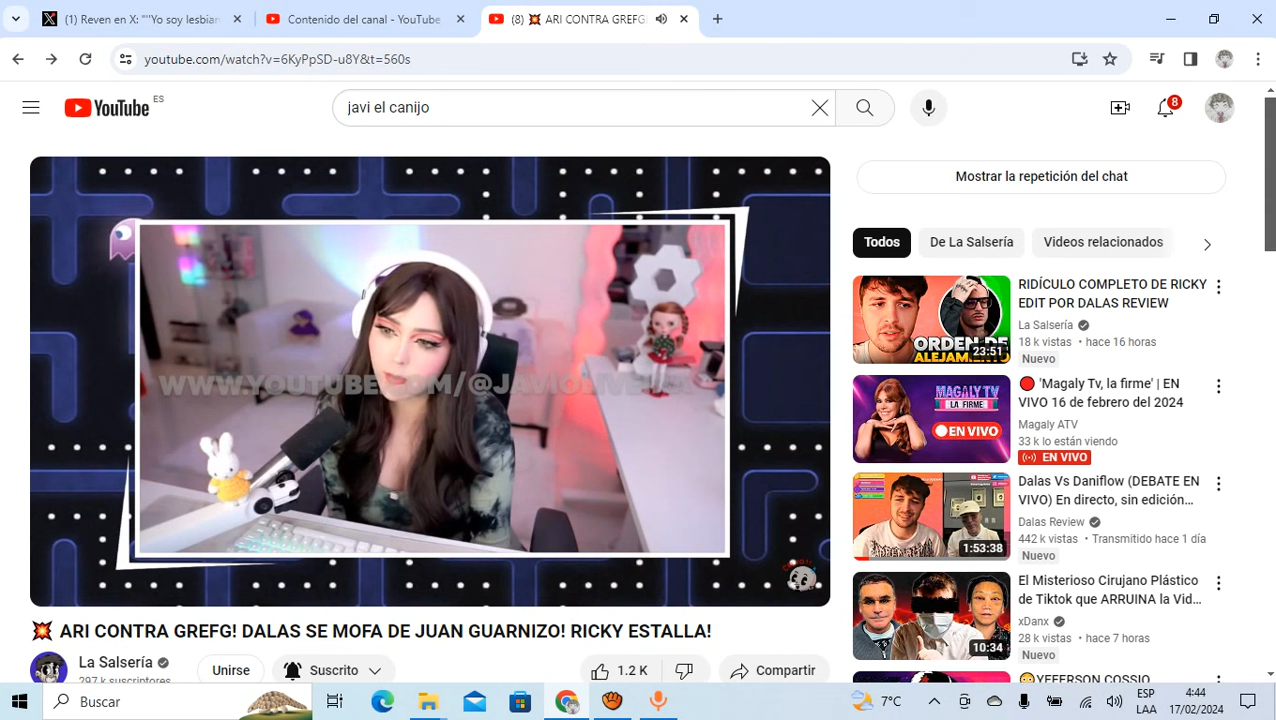 (1) Reven en X: ""Yo soy lesbian
Contenido del canal - YouTube
(8) 💥 ARI CONTRA GREFG!
youtube.com/watch?v=6KyPpSD-u8Y&t=560s
YouTube ES
javi el canijo
8
Mostrar la repetición del chat
Todos
De La Salsería
Videos relacionados
WWW.YOUTUBE.COM/@JAVIOLIVEIRA
ORDEN DE
ALEJAMIENTO
23:51
RIDÍCULO COMPLETO DE RICKY
EDIT POR DALAS REVIEW
La Salsería
18 k vistas • hace 16 horas
Nuevo
MAGALY TV
LA FIRME
EN VIVO
🔴 'Magaly Tv, la firme' | EN
VIVO 16 de febrero del 2024
Magaly ATV
33 k lo están viendo
EN VIVO
1:53:38
Dalas Vs Daniflow (DEBATE EN
VIVO) En directo, sin edición…
Dalas Review
442 k vistas • Transmitido hace 1 día
Nuevo
10:34
El Misterioso Cirujano Plástico
de Tiktok que ARRUINA la Vid…
xDanx
28 k vistas • hace 7 horas
Nuevo
YEFERSON COSSIO
💥 ARI CONTRA GREFG! DALAS SE MOFA DE JUAN GUARNIZO! RICKY ESTALLA!
La Salsería
297 k suscriptores
Unirse
Suscrito
1.2 K
Compartir
Buscar
7°C
ESP
LAA
4:44
17/02/2024